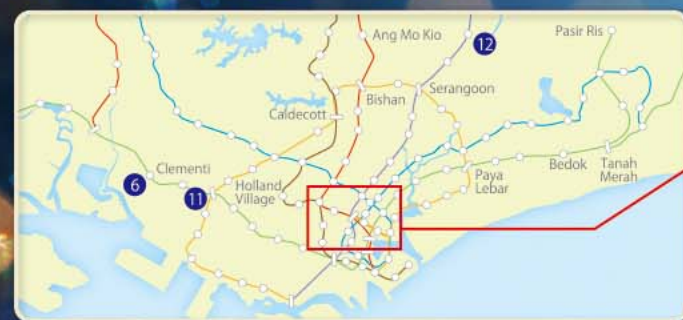 Ang Mo Kio
Pasir Ris
12
Bishan
Serangoon
Caldecott
Clementi
6
11
Holland
Village
Paya
Lebar
Bedok
Tanah
Merah